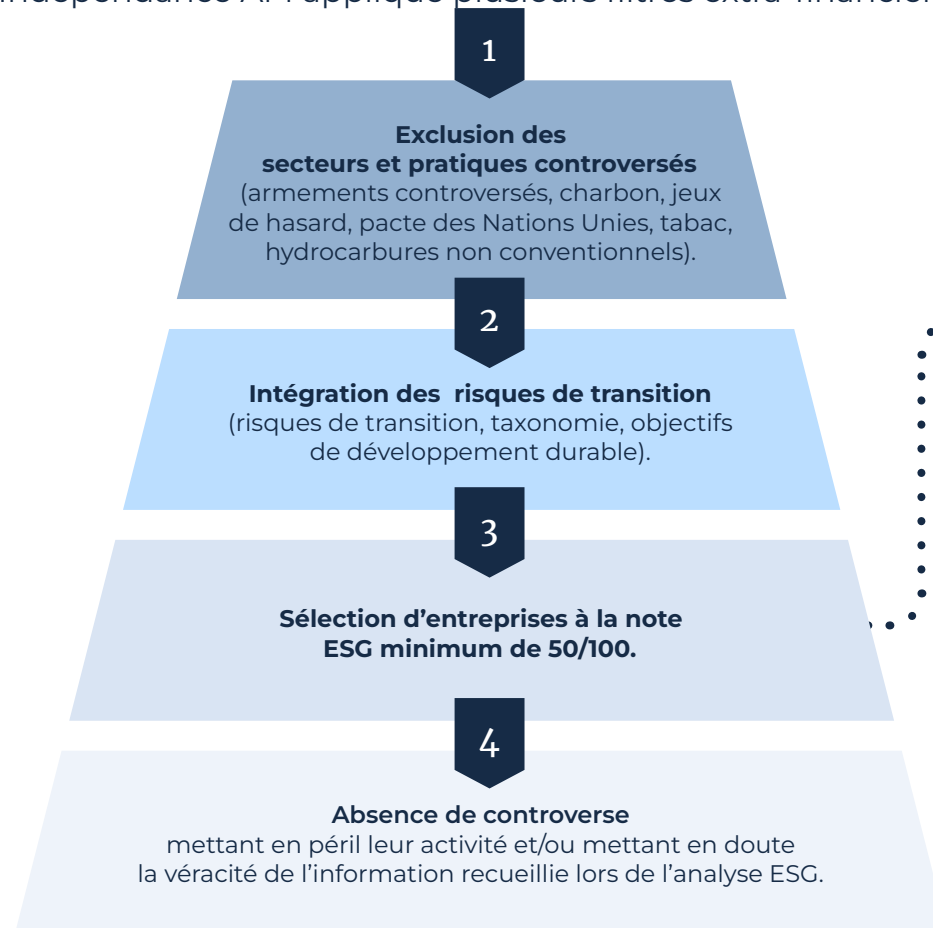 1
Exclusion des
secteurs et pratiques controversés
(armements controversés, charbon, jeux
de hasard, pacte des Nations Unies, tabac,
hydrocarbures non conventionnels).
2
Intégration des risques de transition
(risques de transition, taxonomie, objectifs
de développement durable).
3
Sélection d’entreprises à la note
ESG minimum de 50/100.
4
Absence de controverse
mettant en péril leur activité et/ou mettant en doute
la véracité de l’information recueillie lors de l’analyse ESG.